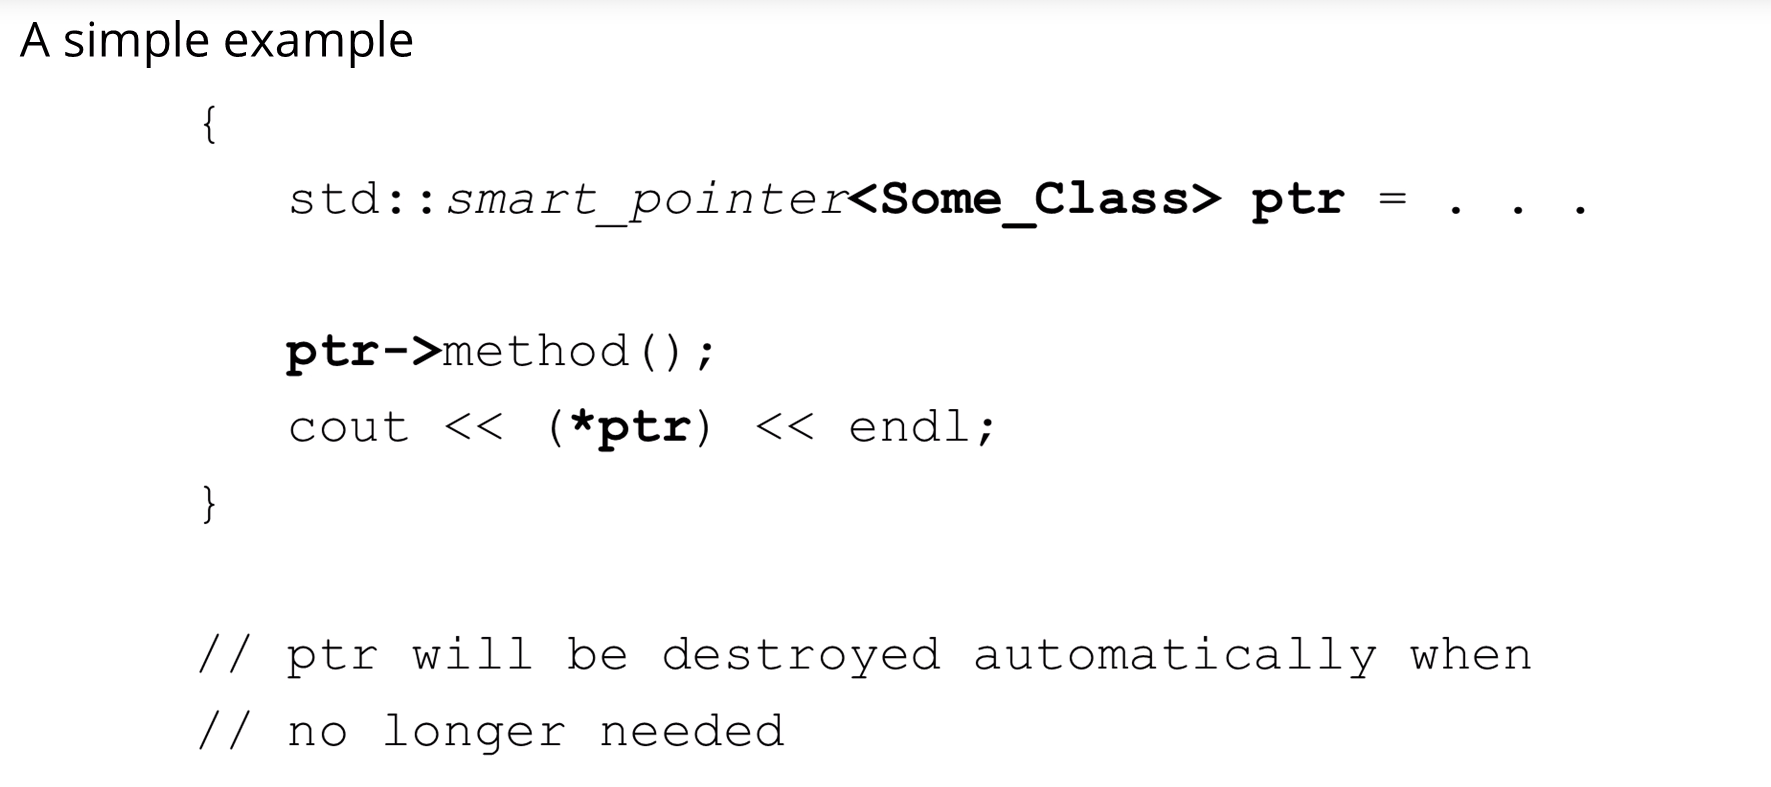 A simple example
{
std::smart_pointer<Some_Class> ptr = . . .
ptr->method();
cout << (*ptr) << endl;
}
// ptr will be destroyed automatically when
// no longer needed